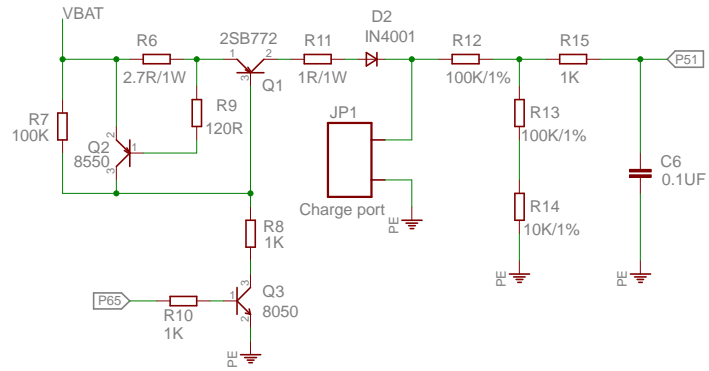 VBAT
R6
2.7R/1W
1
2SB772
2
3
Q1
R11
1R/1W
D2
IN4001
R12
100K/1%
R15
1K
P51
R7
100K
R9
120R
2
Q2
8550
1
3
JP1
Charge port
PE
R13
100K/1%
R14
10K/1%
PE
C6
0.1UF
PE
R8
1K
P65
R10
1K
1
3
2
Q3
8050
PE